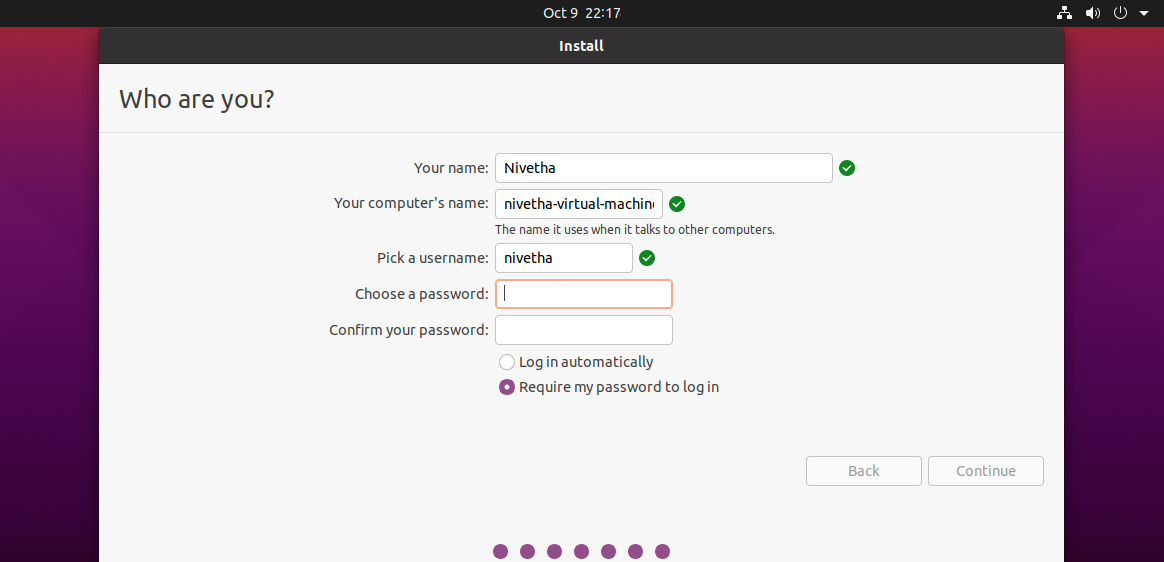 Oct 9 22:17
Install
Who are you?
Your name: Nivetha
Your computer's name: nivetha-virtual-machin
The name it uses when it talks to other computers.
Pick a username: nivetha
Choose a password:
Confirm your password:
Log in automatically
Require my password to log in
Back Continue